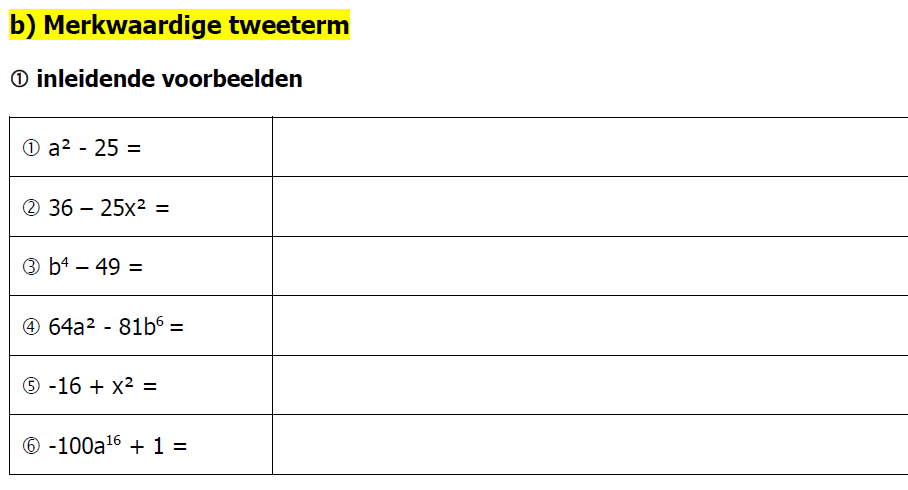 b) Merkwaardige tweeterm
① inleidende voorbeelden
① a² - 25 =
② 36 – 25x² =
③ b⁴ – 49 =
④ 64a² - 81b⁶ =
⑤ -16 + x² =
⑥ -100a¹⁶ + 1 =